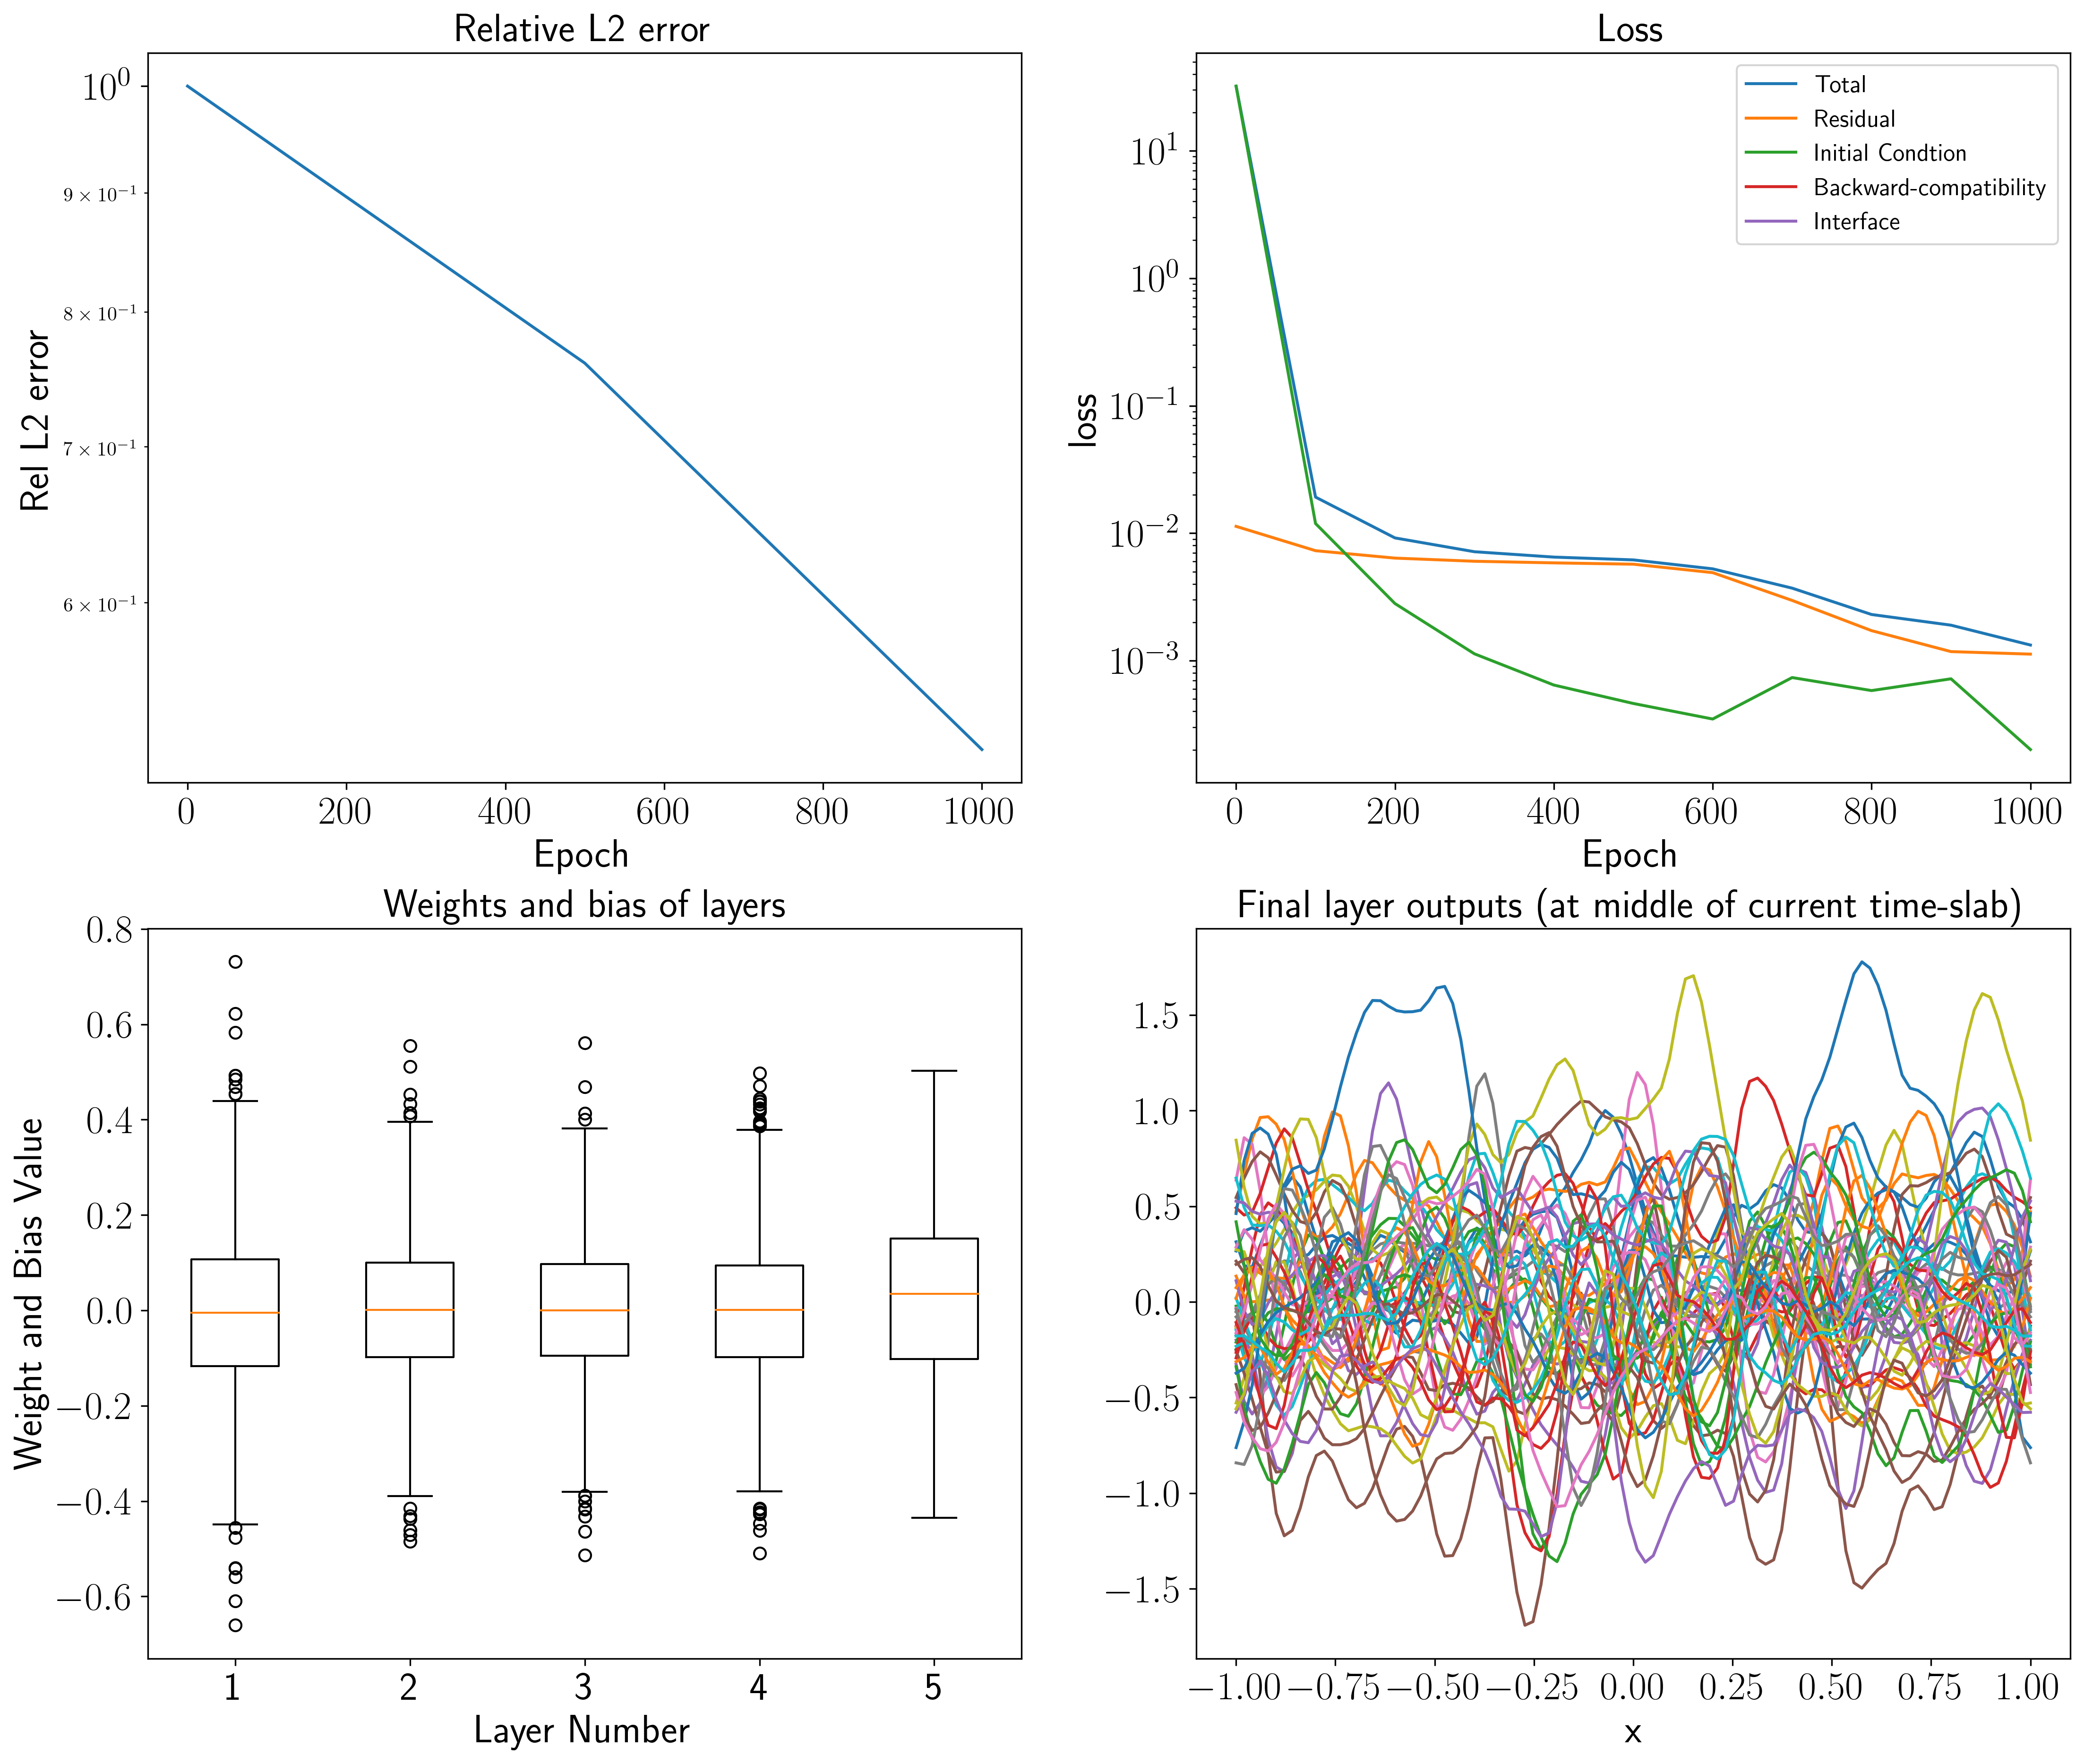 Relative L2 error
10^0
9 × 10^−1
8 × 10^−1
7 × 10^−1
6 × 10^−1
Rel L2 error
0 200 400 600 800 1000
Epoch
Loss
Total
Residual
Initial Condtion
Backward-compatibility
Interface
10^1
10^0
10^−1
10^−2
10^−3
loss
0 200 400 600 800 1000
Epoch
Weights and bias of layers
0.8
0.6
0.4
0.2
0.0
−0.2
−0.4
−0.6
Weight and Bias Value
1 2 3 4 5
Layer Number
Final layer outputs (at middle of current time-slab)
1.5
1.0
0.5
0.0
−0.5
−1.0
−1.5
−1.00 −0.75 −0.50 −0.25 0.00 0.25 0.50 0.75 1.00
x